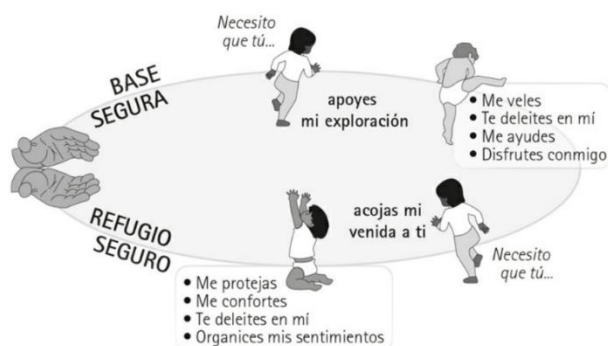 Necesito
que tú...
BASE
SEGURA
apoyes
mi exploración
• Me veles
• Te deleites en mí
• Me ayudes
• Disfrutes conmigo
REFUGIO
SEGURO
acojas mi
venida a ti
Necesito
que tú...
• Me protejas
• Me confortes
• Te deleites en mí
• Organices mis sentimientos